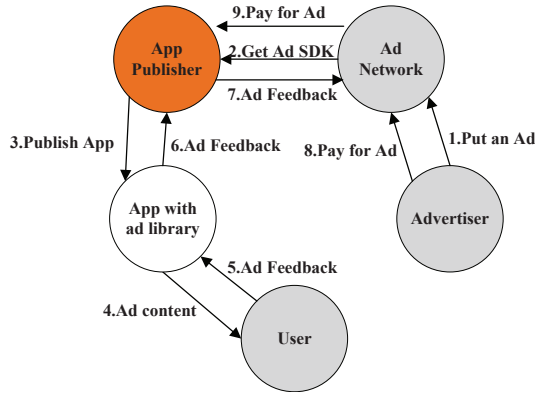 9.Pay for Ad
App
Publisher
2.Get Ad SDK
Ad
Network
7.Ad Feedback
3.Publish App
6.Ad Feedback
8.Pay for Ad
1.Put an Ad
App with
ad library
Advertiser
5.Ad Feedback
4.Ad content
User